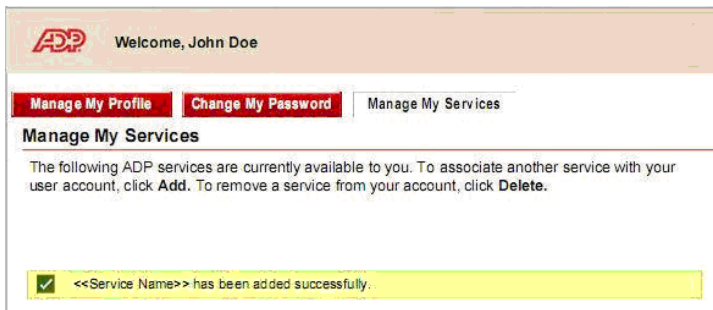 ADP
Welcome, John Doe
Manage My Profile Change My Password Manage My Services
Manage My Services
The following ADP services are currently available to you. To associate another service with your
user account, click Add. To remove a service from your account, click Delete.
<<Service Name>> has been added successfully.